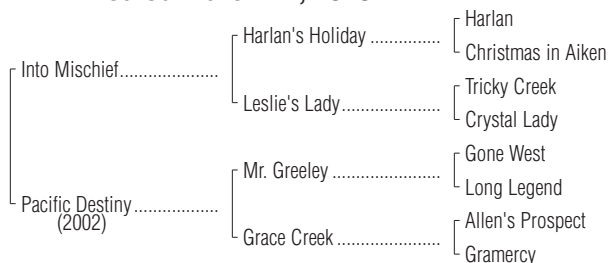 Harlan
Harlan's Holiday ...................
Christmas in Aiken
Into Mischief....................
Tricky Creek
Leslie's Lady ....................
Crystal Lady
Gone West
Mr. Greeley ......................
Long Legend
Pacific Destiny .................
(2002)
Allen's Prospect
Grace Creek .....................
Gramercy